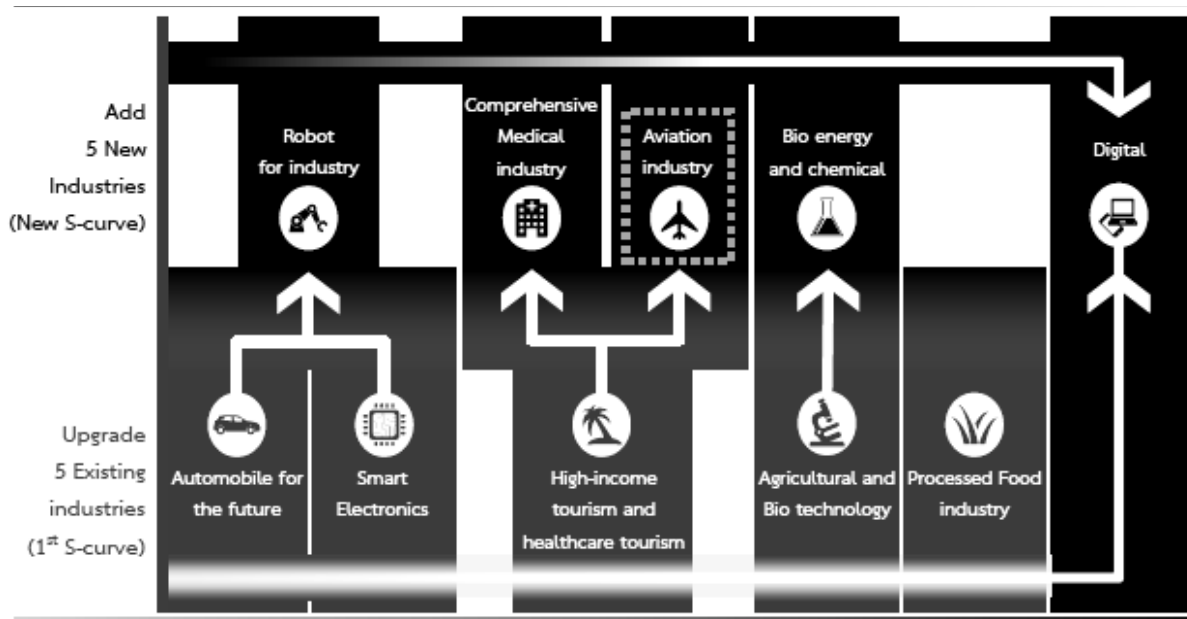 Add
5 New
Industries
(New S-curve)
Robot
for industry
Comprehensive
Medical
industry
Aviation
industry
Bio energy
and chemical
Digital
Upgrade
5 Existing
industries
(1st S-curve)
Automobile for
the future
Smart
Electronics
High-income
tourism and
healthcare tourism
Agricultural and
Bio technology
Processed Food
industry